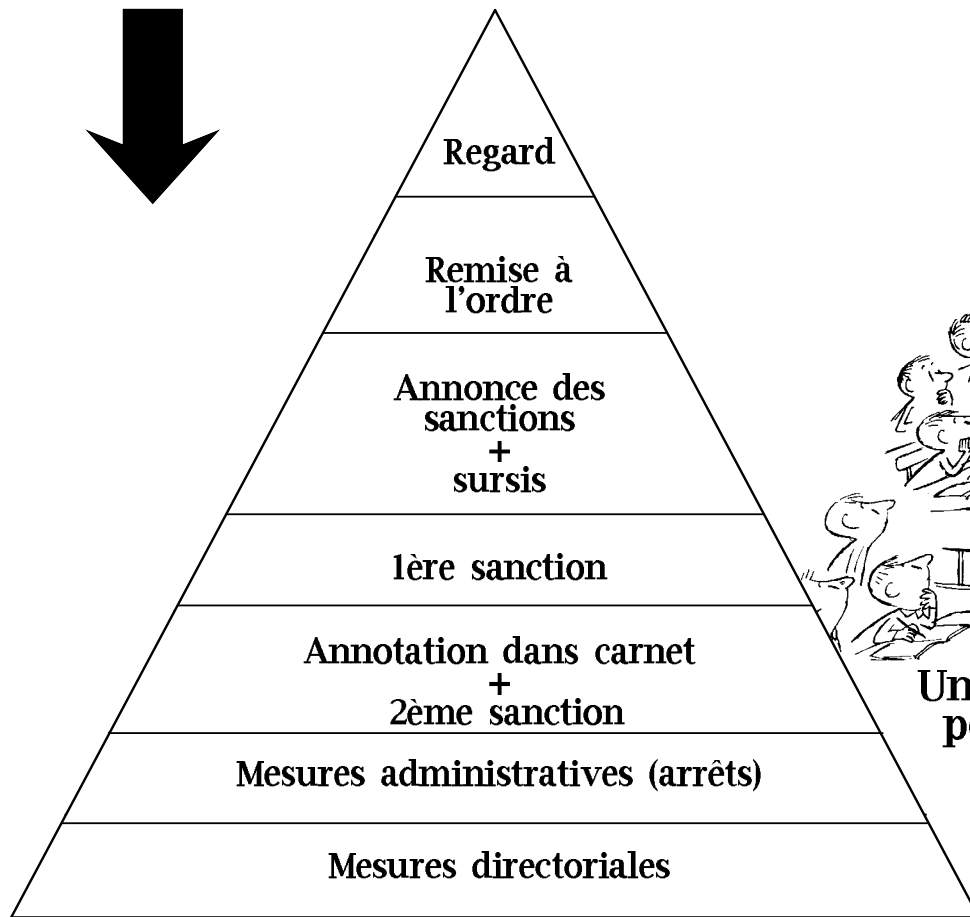 Regard
Remise à
l'ordre
Annonce des
sanctions
+
sursis
1ère sanction
Annotation dans carnet
+
2ème sanction
Mesures administratives (arrêts)
Mesures directoriales